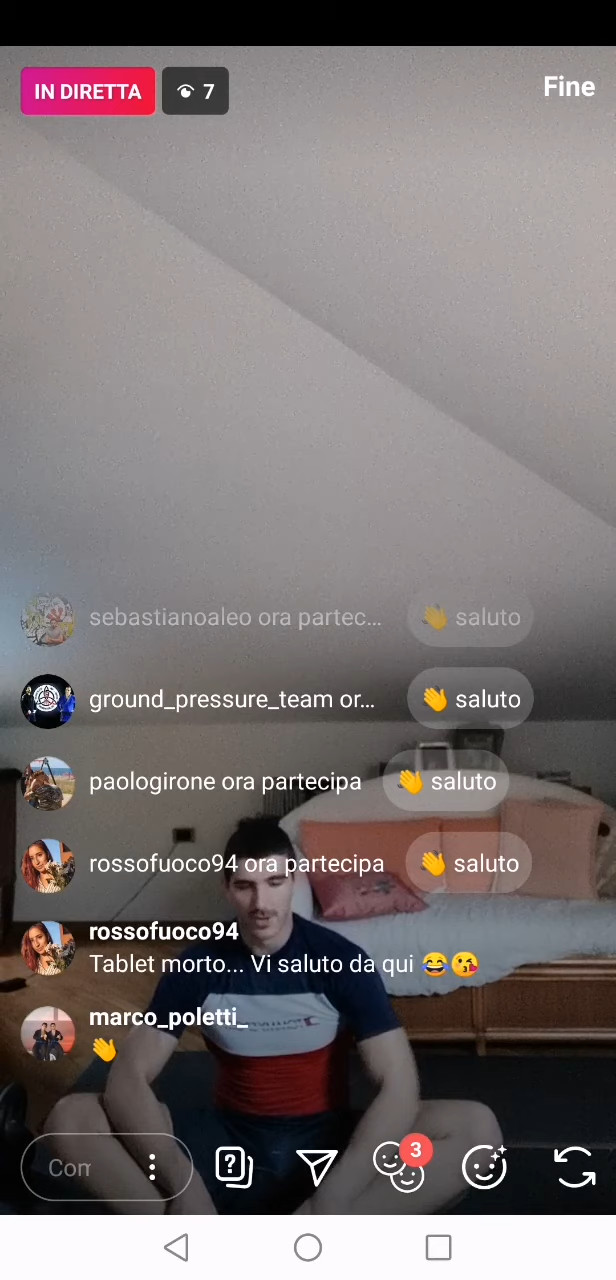 IN DIRETTA
7
Fine
sebastianoaleo ora partec...
👋 saluto
ground_pressure_team or...
👋 saluto
paologirone ora partecipa
👋 saluto
rossofuoco94 ora partecipa
👋 saluto
rossofuoco94
Tablet morto... Vi saluto da qui 😂😘
marco_poletti_
👋
3
Com